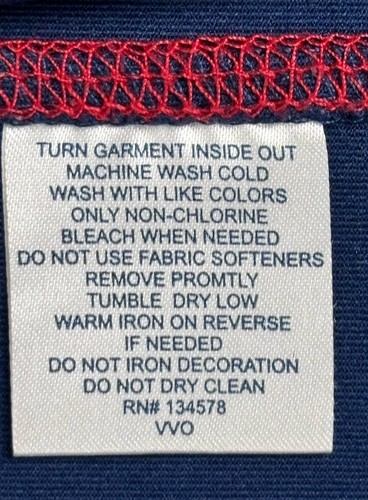 TURN GARMENT INSIDE OUT
MACHINE WASH COLD
WASH WITH LIKE COLORS
ONLY NON-CHLORINE
BLEACH WHEN NEEDED
DO NOT USE FABRIC SOFTENERS
REMOVE PROMTLY
TUMBLE DRY LOW
WARM IRON ON REVERSE
IF NEEDED
DO NOT IRON DECORATION
DO NOT DRY CLEAN
RN# 134578
VVO